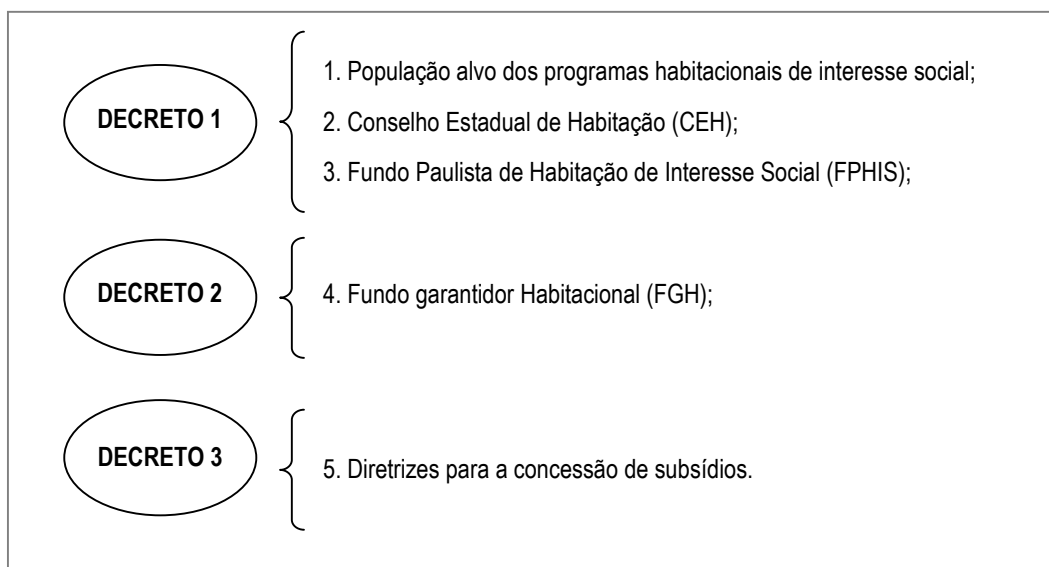 DECRETO 1
1. População alvo dos programas habitacionais de interesse social;
2. Conselho Estadual de Habitação (CEH);
3. Fundo Paulista de Habitação de Interesse Social (FPHIS);
DECRETO 2
4. Fundo garantidor Habitacional (FGH);
DECRETO 3
5. Diretrizes para a concessão de subsídios.